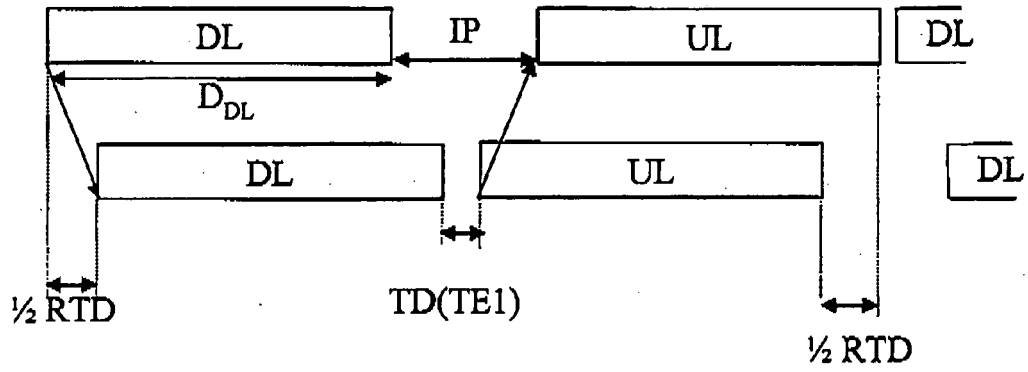 DL
IP
UL
DL
D_DL
DL
UL
DL
½ RTD
TD(TE1)
½ RTD